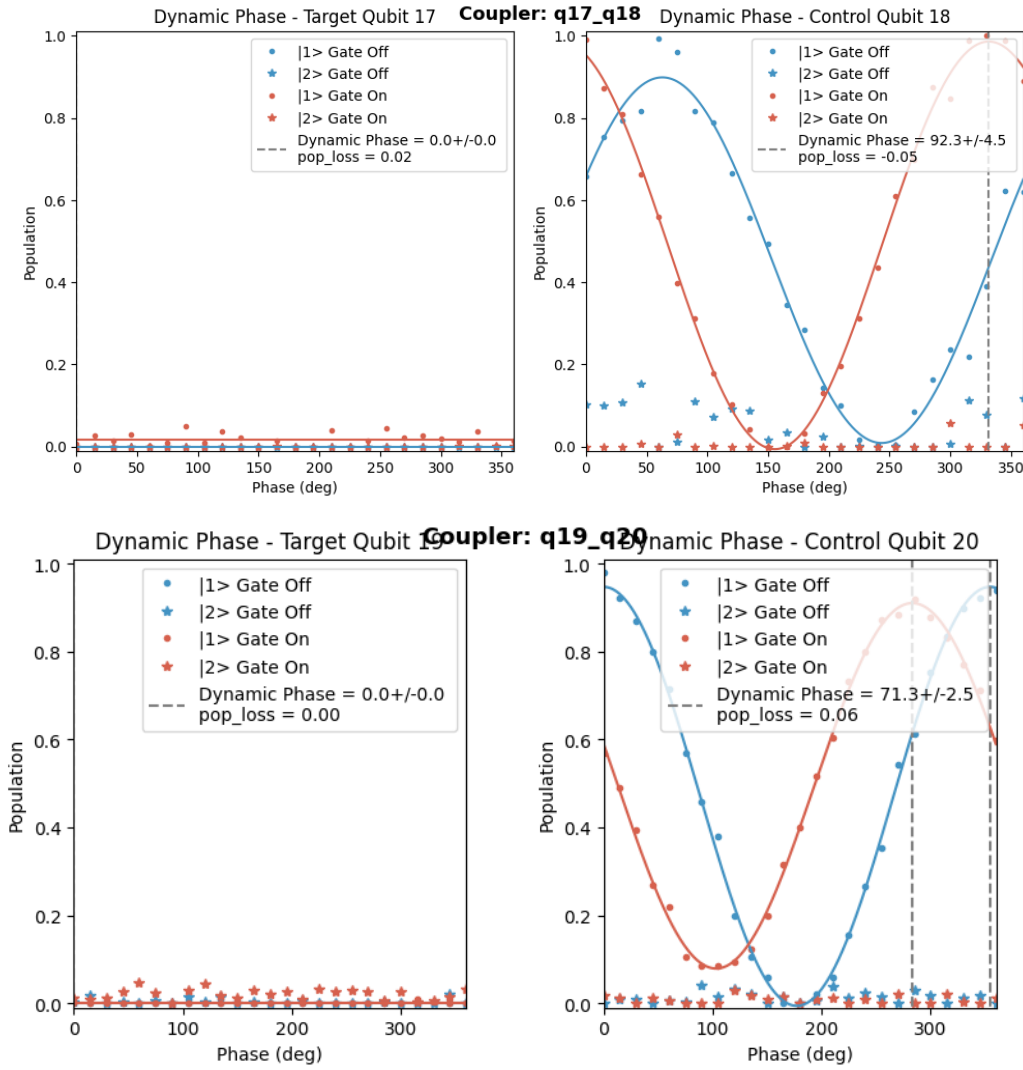 Coupler: q17_q18
Dynamic Phase - Target Qubit 17
1.0
0.8
0.6
0.4
0.2
0.0
Population
|1> Gate Off
|2> Gate Off
|1> Gate On
|2> Gate On
Dynamic Phase = 0.0+/-0.0
pop_loss = 0.02
0 50 100 150 200 250 300 350
Phase (deg)
Dynamic Phase - Control Qubit 18
1.0
0.8
0.6
0.4
0.2
0.0
Population
|1> Gate Off
|2> Gate Off
|1> Gate On
|2> Gate On
Dynamic Phase = 92.3+/-4.5
pop_loss = -0.05
0 50 100 150 200 250 300 350
Phase (deg)
Coupler: q19_q20
Dynamic Phase - Target Qubit 19
1.0
0.8
0.6
0.4
0.2
0.0
Population
|1> Gate Off
|2> Gate Off
|1> Gate On
|2> Gate On
Dynamic Phase = 0.0+/-0.0
pop_loss = 0.00
0 100 200 300
Phase (deg)
Dynamic Phase - Control Qubit 20
1.0
0.8
0.6
0.4
0.2
0.0
Population
|1> Gate Off
|2> Gate Off
|1> Gate On
|2> Gate On
Dynamic Phase = 71.3+/-2.5
pop_loss = 0.06
0 100 200 300
Phase (deg)